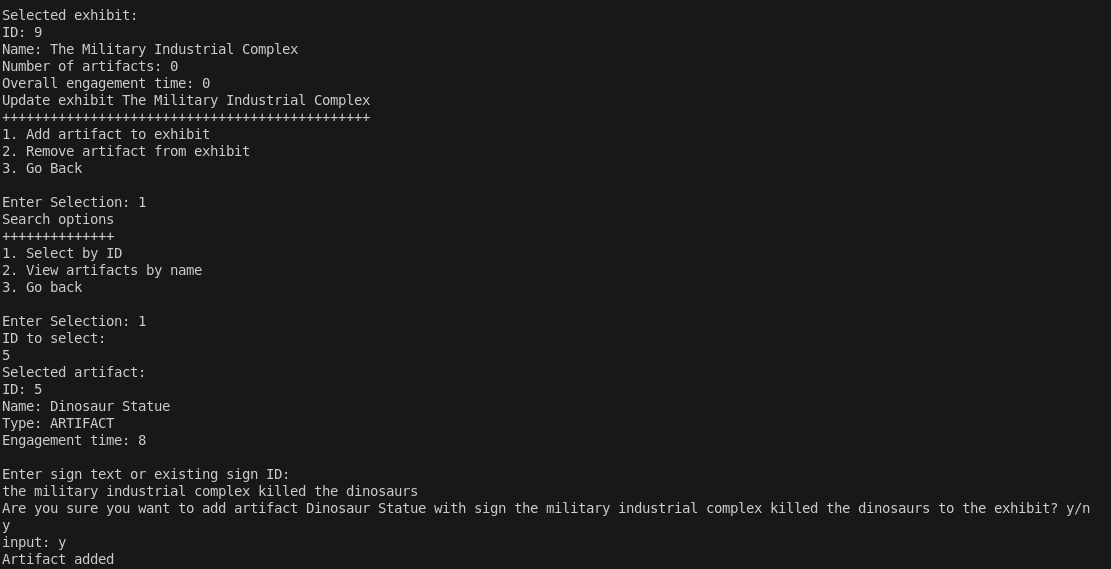 Selected exhibit:
ID: 9
Name: The Military Industrial Complex
Number of artifacts: 0
Overall engagement time: 0
Update exhibit The Military Industrial Complex
++++++++++++++++++++++++++++++++++++++++++++++
1. Add artifact to exhibit
2. Remove artifact from exhibit
3. Go Back
Enter Selection: 1
Search options
++++++++++++++
1. Select by ID
2. View artifacts by name
3. Go back
Enter Selection: 1
ID to select:
5
Selected artifact:
ID: 5
Name: Dinosaur Statue
Type: ARTIFACT
Engagement time: 8
Enter sign text or existing sign ID:
the military industrial complex killed the dinosaurs
Are you sure you want to add artifact Dinosaur Statue with sign the military industrial complex killed the dinosaurs to the exhibit? y/n
y
input: y
Artifact added